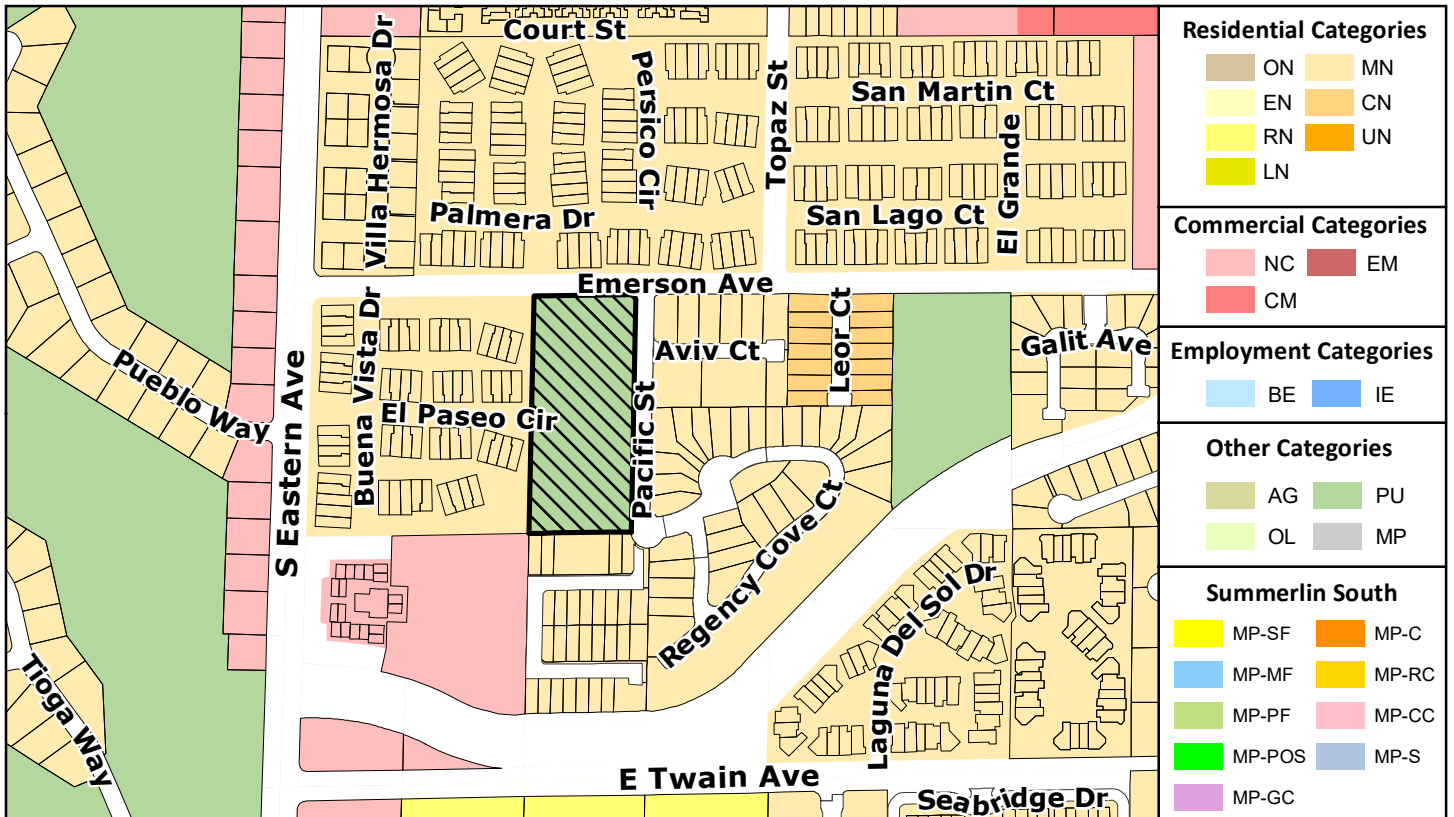 Court St
Villa Hermosa Dr
Persico Cir
Topaz St
San Martin Ct
El Grande
Palmera Dr
San Lago Ct
Emerson Ave
Buena Vista Dr
Aviv Ct
Leor Ct
Galit Ave
Pueblo Way
S Eastern Ave
El Paseo Cir
Pacific St
Regency Cove Ct
Laguna Del Sol Dr
Tioga Way
E Twain Ave
Seabridge Dr
Residential Categories
ON MN
EN CN
RN UN
LN
Commercial Categories
NC EM
CM
Employment Categories
BE IE
Other Categories
AG PU
OL MP
Summerlin South
MP-SF MP-C
MP-MF MP-RC
MP-PF MP-CC
MP-POS MP-S
MP-GC